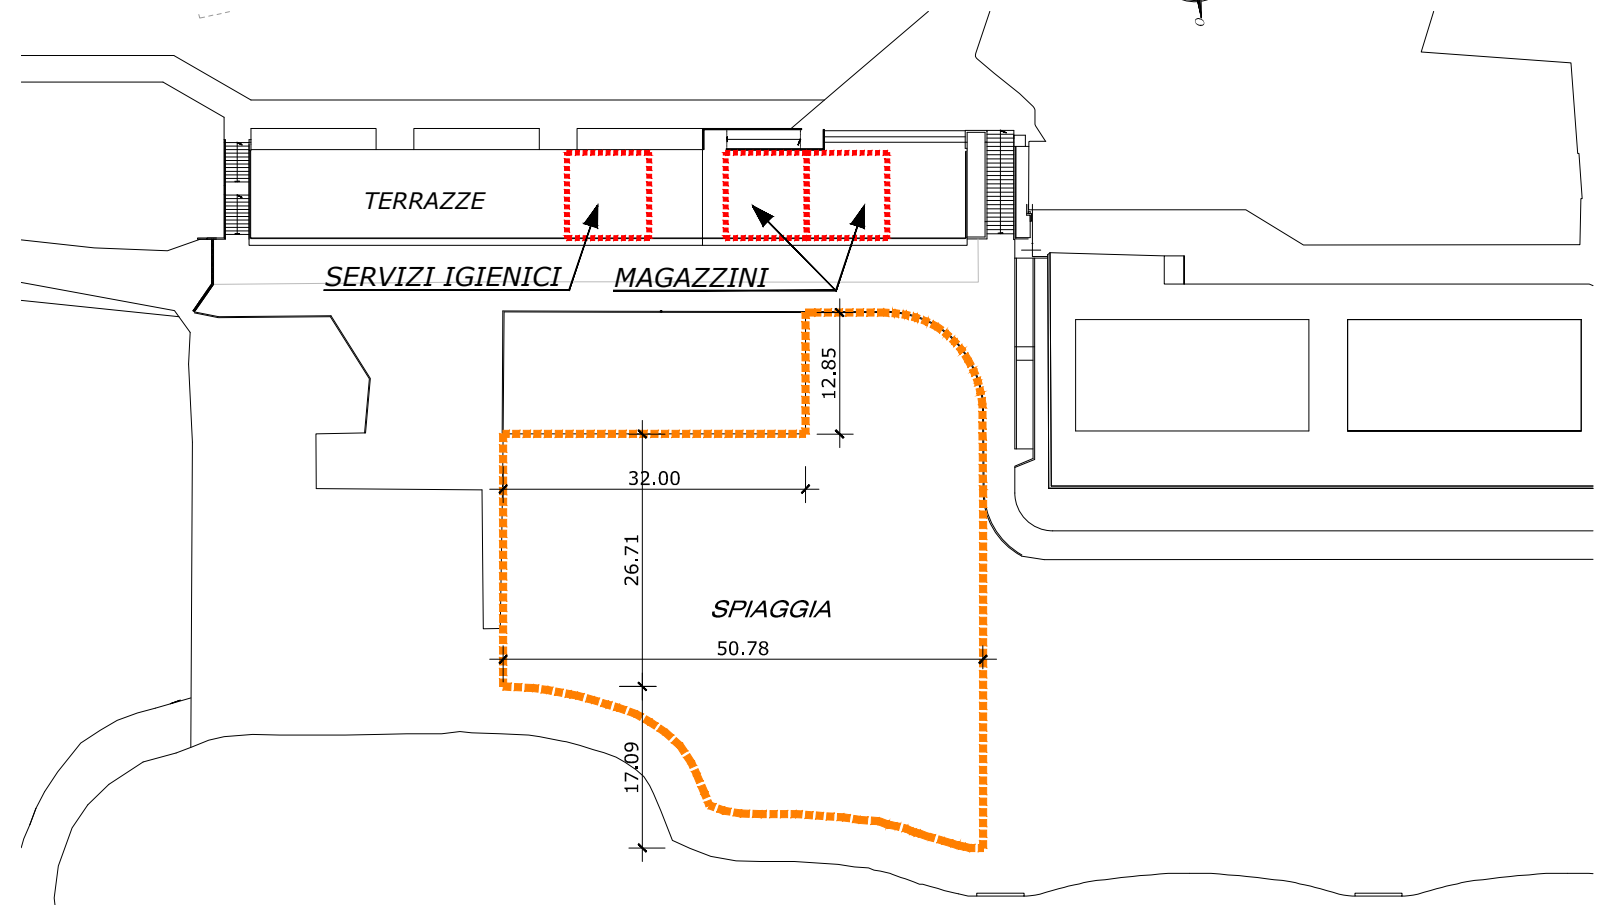 TERRAZZE
SERVIZI IGIENICI
MAGAZZINI
12.85
32.00
26.71
SPIAGGIA
50.78
17.09